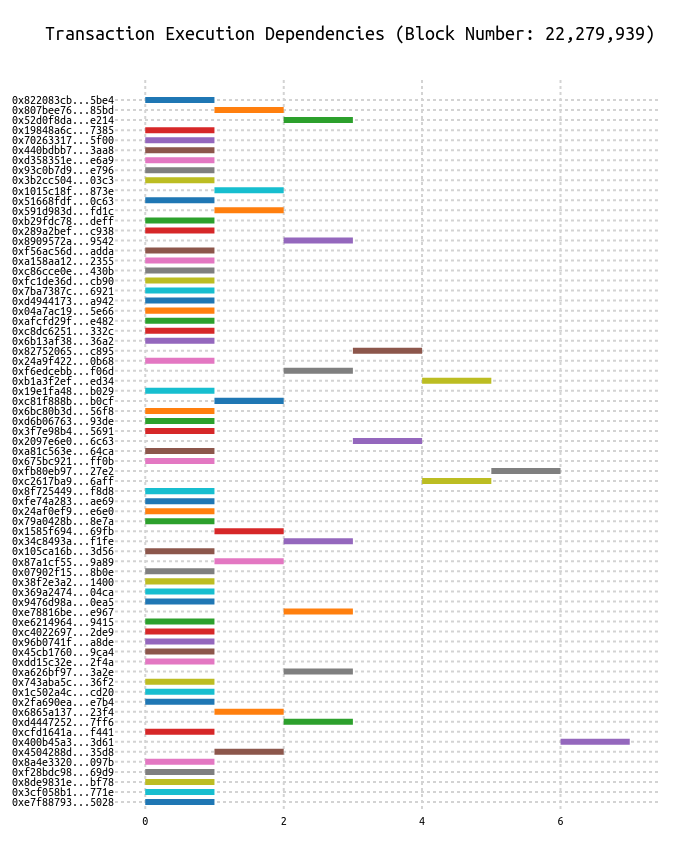 Transaction Execution Dependencies (Block Number: 22,279,939)
0x822083cb...5be4
0x807bee76...85bd
0x52d0f8da...e214
0x19848a6c...7385
0x70263317...5f00
0x440bdbb7...3aa8
0xd358351e...e6a9
0x93c0b7d9...e796
0x3b2cc504...03c3
0x1015c18f...873e
0x51668fdf...0c63
0x591d983d...fd1c
0xb29fdc78...deff
0x289a2bef...c938
0x8909572a...9542
0xf56ac56d...adda
0xa158aa12...2355
0xc86cce0e...430b
0xfc1de36d...cb90
0x7ba7387c...6921
0xd4944173...a942
0x04a7ac19...5e66
0xafcfd29f...e482
0xc8dc6251...332c
0x6b13af38...36a2
0x82752065...c895
0x24a9f422...0b68
0xf6edcebb...f06d
0xb1a3f2ef...ed34
0x19e1fa48...b029
0xc81f888b...b0cf
0x6bc80b3d...56f8
0xd6b06763...93de
0x3f7e98b4...5691
0x2097e6e0...6c63
0xa81c563e...64ca
0x675bc921...ff0b
0xfb80eb97...27e2
0xc2617ba9...6aff
0x8f725449...f8d8
0xfe74a283...ae69
0x24af0ef9...e6e0
0x79a0428b...8e7a
0x1585f694...69fb
0x34c8493a...f1fe
0x105ca16b...3d56
0x87a1cf55...9a89
0x07902f15...8b0e
0x38f2e3a2...1400
0x369a2474...04ca
0x9476d98a...0ea5
0xe78816be...e967
0xe6214964...9415
0xc4022697...2de9
0x96b0741f...a8de
0x45cb1760...9ca4
0xdd15c32e...2f4a
0xa626bf97...3a2e
0x743aba5c...36f2
0x1c502a4c...cd20
0x2fa690ea...e7b4
0x6865a137...23f4
0xd4447252...7ff6
0xcfd1641a...f441
0x400b45a3...3d61
0x4504288d...35d8
0x8a4e3320...097b
0xf28bdc98...69d9
0x8de9831e...bf78
0x3cf058b1...771e
0xe7f88793...5028
0 2 4 6